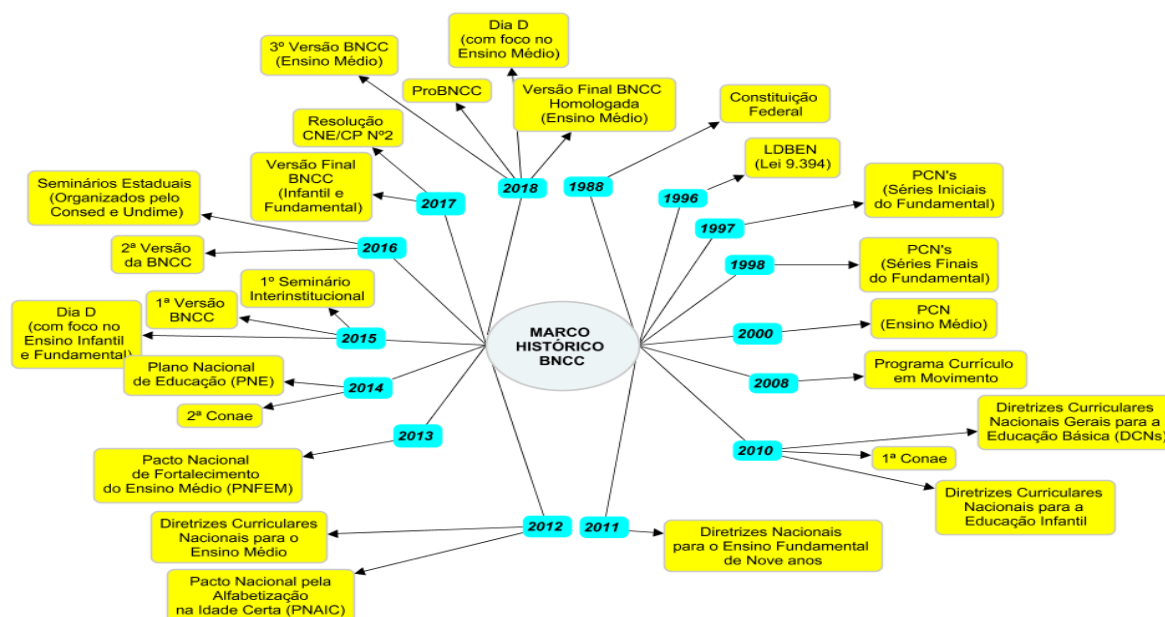 MARCO
HISTÓRICO
BNCC
1988
Constituição
Federal
1996
LDBEN
(Lei 9.394)
1997
PCN's
(Séries Iniciais
do Fundamental)
1998
PCN's
(Séries Finais
do Fundamental)
2000
PCN
(Ensino Médio)
2008
Programa Currículo
em Movimento
2010
Diretrizes Curriculares
Nacionais Gerais para a
Educação Básica (DCNs)
1ª Conae
Diretrizes Curriculares
Nacionais para a
Educação Infantil
2011
Diretrizes Nacionais
para o Ensino Fundamental
de Nove anos
2012
Diretrizes Curriculares
Nacionais para o
Ensino Médio
Pacto Nacional pela
Alfabetização
na Idade Certa (PNAIC)
2013
Pacto Nacional
de Fortalecimento
do Ensino Médio (PNFEM)
2014
Plano Nacional
de Educação (PNE)
2ª Conae
2015
1º Seminário
Interinstitucional
1ª Versão
BNCC
Dia D
(com foco no
Ensino Infantil
e Fundamental)
2016
Seminários Estaduais
(Organizados pelo
Consed e Undime)
2ª Versão
da BNCC
2017
Resolução
CNE/CP Nº2
Versão Final
BNCC
(Infantil e
Fundamental)
2018
3º Versão BNCC
(Ensino Médio)
ProBNCC
Dia D
(com foco no
Ensino Médio)
Versão Final BNCC
Homologada
(Ensino Médio)